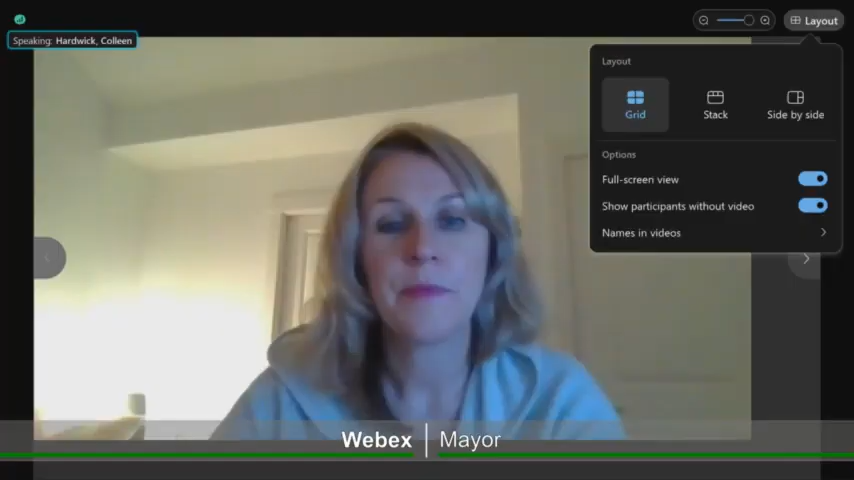 Layout
Speaking: Hardwick, Colleen
Layout
Grid
Stack
Side by side
Options
Full-screen view
Show participants without video
Names in videos
Webex | Mayor